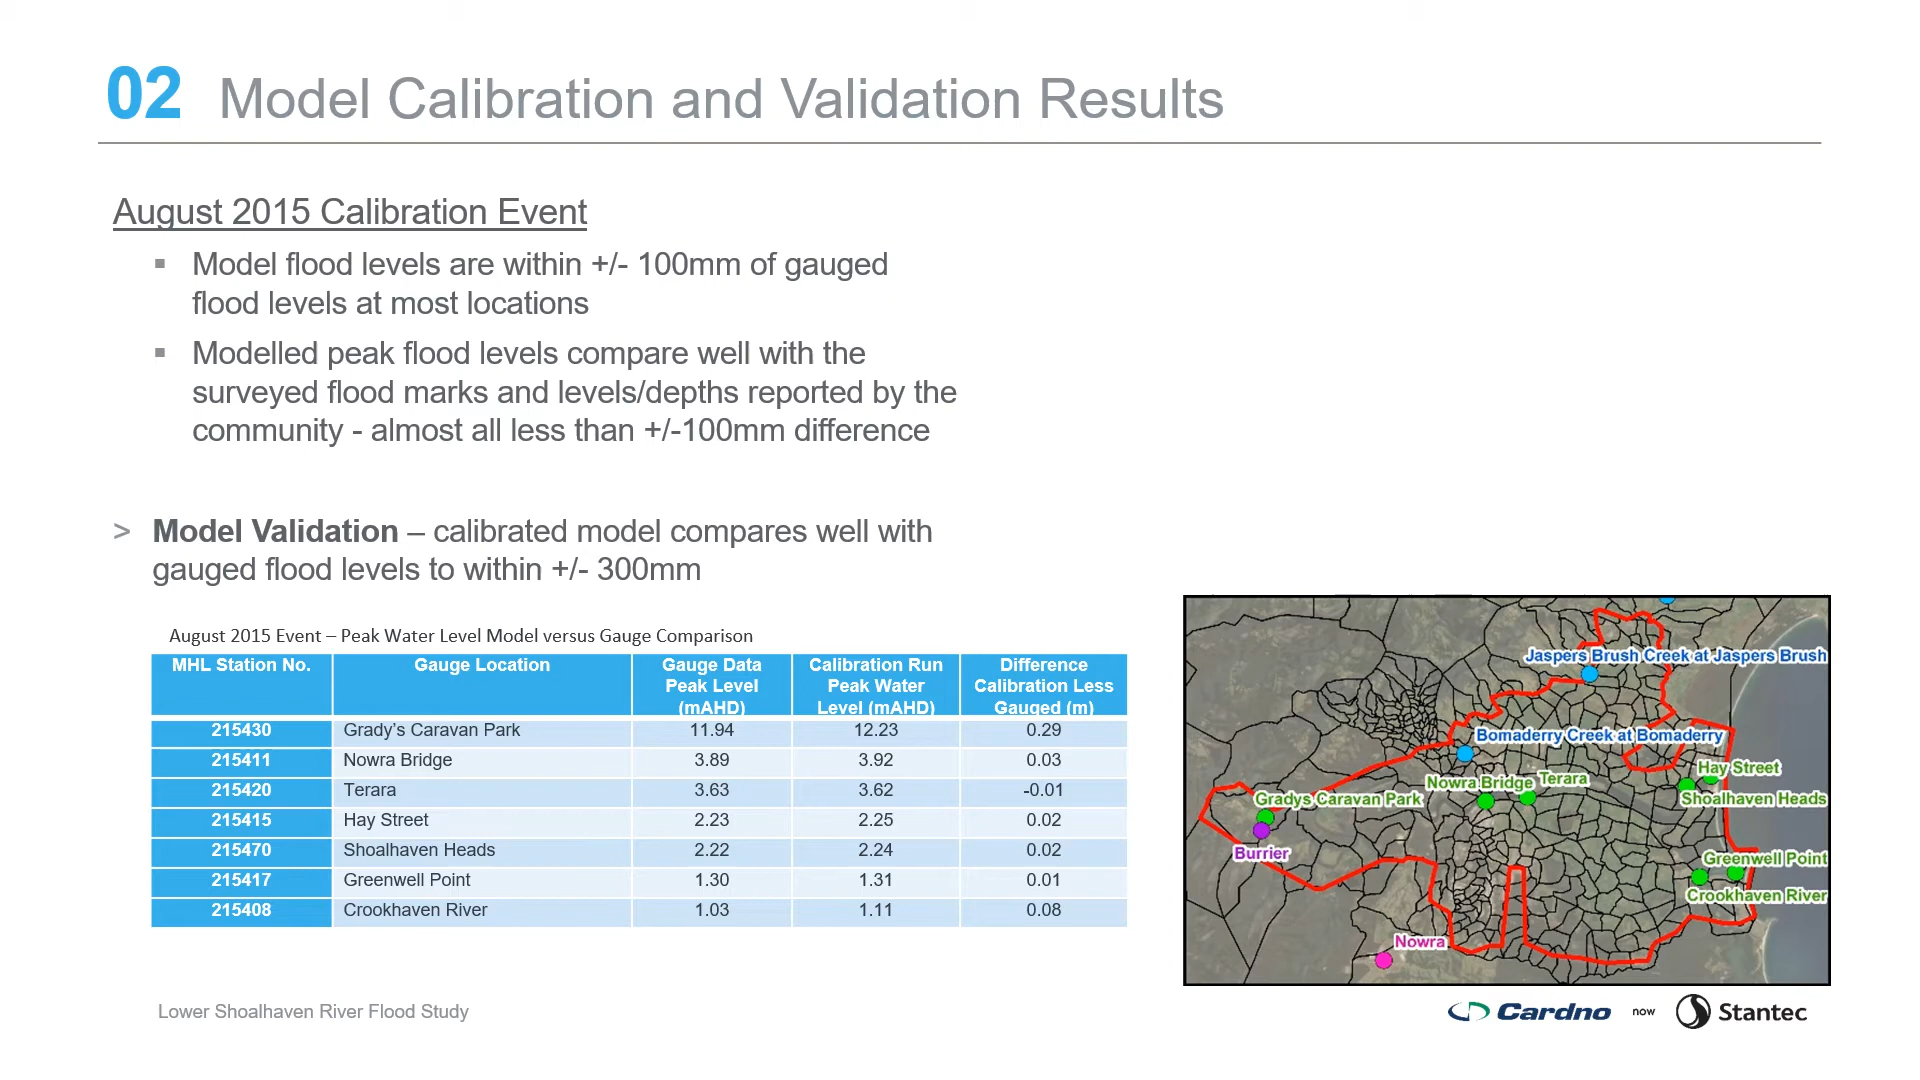 02 Model Calibration and Validation Results
August 2015 Calibration Event
▪ Model flood levels are within +/- 100mm of gauged
flood levels at most locations
▪ Modelled peak flood levels compare well with the
surveyed flood marks and levels/depths reported by the
community - almost all less than +/-100mm difference
> Model Validation – calibrated model compares well with
gauged flood levels to within +/- 300mm
August 2015 Event – Peak Water Level Model versus Gauge Comparison
MHL Station No. Gauge Location Gauge Data Peak Level (mAHD) Calibration Run Peak Water Level (mAHD) Difference Calibration Less Gauged (m)
215430 Grady's Caravan Park 11.94 12.23 0.29
215411 Nowra Bridge 3.89 3.92 0.03
215420 Terara 3.63 3.62 -0.01
215415 Hay Street 2.23 2.25 0.02
215470 Shoalhaven Heads 2.22 2.24 0.02
215417 Greenwell Point 1.30 1.31 0.01
215408 Crookhaven River 1.03 1.11 0.08
Jaspers Brush Creek at Jaspers Brush
Bomaderry Creek at Bomaderry
Hay Street
Nowra Bridge Terara
Gradys Caravan Park
Shoalhaven Heads
Burrier
Greenwell Point
Crookhaven River
Nowra
Lower Shoalhaven River Flood Study
Cardno now Stantec